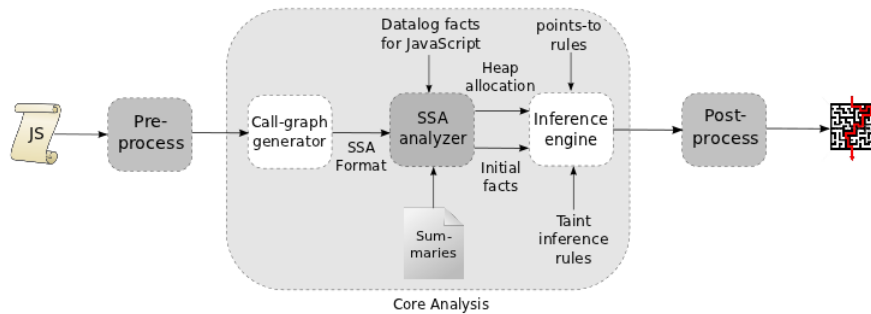 Datalog facts
for JavaScript
points-to
rules
Heap
allocation
JS
Pre-
process
Call-graph
generator
SSA
Format
SSA
analyzer
Initial
facts
Inference
engine
Post-
process
Sum-
maries
Taint
inference
rules
Core Analysis